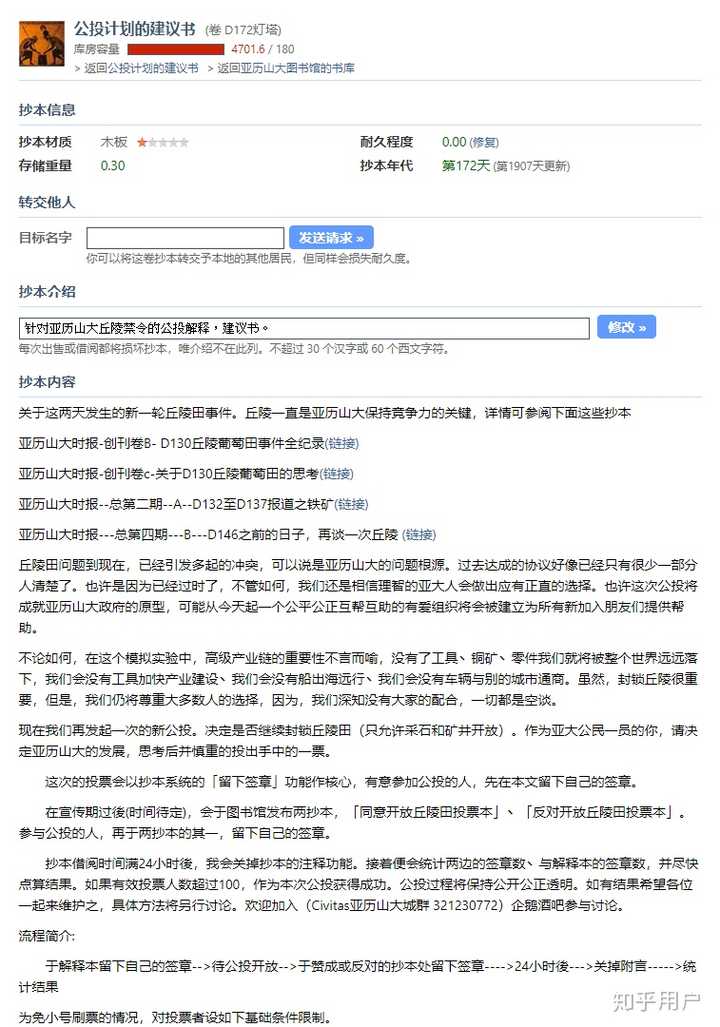 公投计划的建议书 (卷 D172灯塔)
库房容量 4701.6 / 180
> 返回公投计划的建议书 > 返回亚历山大图书馆的书库
抄本信息
抄本材质 木板 ★★★★★ 耐久程度 0.00 (修复)
存储重量 0.30 抄本年代 第172天 (第1907天更新)
转交他人
目标名字 发送请求 »
你可以将这卷抄本转交予本地的其他居民，但同样会损失耐久度。
抄本介绍
针对亚历山大丘陵禁令的公投解释，建议书。 修改 »
每次出售或借阅都将损坏抄本，唯介绍不在此列。不超过 30 个汉字或 60 个西文字符。
抄本内容
关于这两天发生的新一轮丘陵田事件。丘陵一直是亚历山大保持竞争力的关键，详情可参阅下面这些抄本
亚历山大时报-创刊卷B- D130丘陵葡萄田事件全纪录(链接)
亚历山大时报-创刊卷c-关于D130丘陵葡萄田的思考(链接)
亚历山大时报--总第二期--A--D132至D137报道之铁矿(链接)
亚历山大时报---总第四期---B---D146之前的日子，再谈一次丘陵 (链接)
丘陵田问题到现在，已经引发多起的冲突，可以说是亚历山大的问题根源。过去达成的协议好像已经只有很少一部分
人清楚了。也许是因为已经过时了，不管如何，我们还是相信理智的亚大人会做出应有正直的选择。也许这次公投将
成就亚历山大政府的原型，可能从今天起一个公平公正互帮互助的有爱组织将会被建立为所有新加入朋友们提供帮
助。
不论如何，在这个模拟实验中，高级产业链的重要性不言而喻，没有了工具、铜矿、零件我们就将被整个世界远远落
下，我们会没有工具加快产业建设、我们会没有船出海远行、我们会没有车辆与别的城市通商。虽然，封锁丘陵很重
要，但是，我们仍将尊重大多数人的选择，因为，我们深知没有大家的配合，一切都是空谈。
现在我们再发起一次的新公投。决定是否继续封锁丘陵田（只允许采石和矿井开放）。作为亚大公民一员的你，请决
定亚历山大的发展，思考后并慎重的投出手中的一票。
这次的投票会以抄本系统的「留下签章」功能作核心，有意参加公投的人，先在本文留下自己的签章。
在宣传期过後(时间待定)，会于图书馆发布两抄本，「同意开放丘陵田投票本」、「反对开放丘陵田投票本」。
参与公投的人，再于两抄本的其一，留下自己的签章。
抄本借阅时间满24小时後，我会关掉抄本的注释功能。接着便会统计两边的签章数、与解释本的签章数，并尽快
点算结果。如果有效投票人数超过100，作为本次公投获得成功。公投过程将保持公开公正透明。如有结果希望各位
一起来维护之，具体方法将另行讨论。欢迎加入（Civitas亚历山大城群 321230772）企鹅酒吧参与讨论。
流程简介:
于解释本留下自己的签章-->待公投开放-->于赞成或反对的抄本处留下签章---->24小时後--->关掉附言----->统
计结果
为免小号刷票的情况，对投票者设如下基础条件限制。
知乎用户